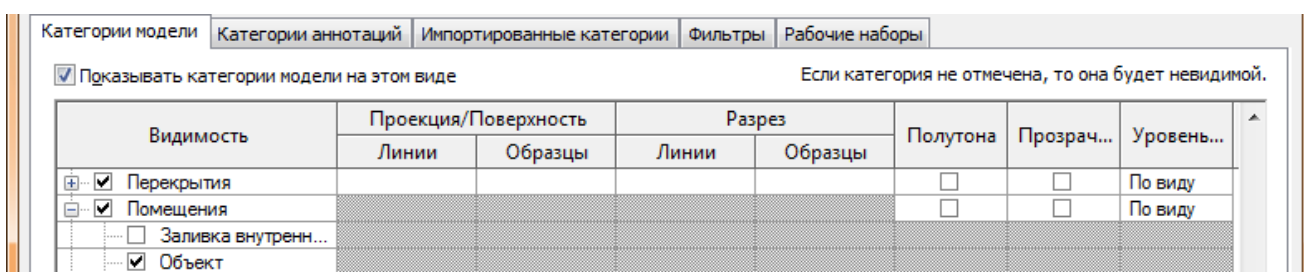 Категории модели Категории аннотаций Импортированные категории Фильтры Рабочие наборы
Показывать категории модели на этом виде Если категория не отмечена, то она будет невидимой.
Видимость Проекция/Поверхность Разрез Полутона Прозрач... Уровень...
Линии Образцы Линии Образцы
Перекрытия По виду
Помещения По виду
Заливка внутренн...
Объект